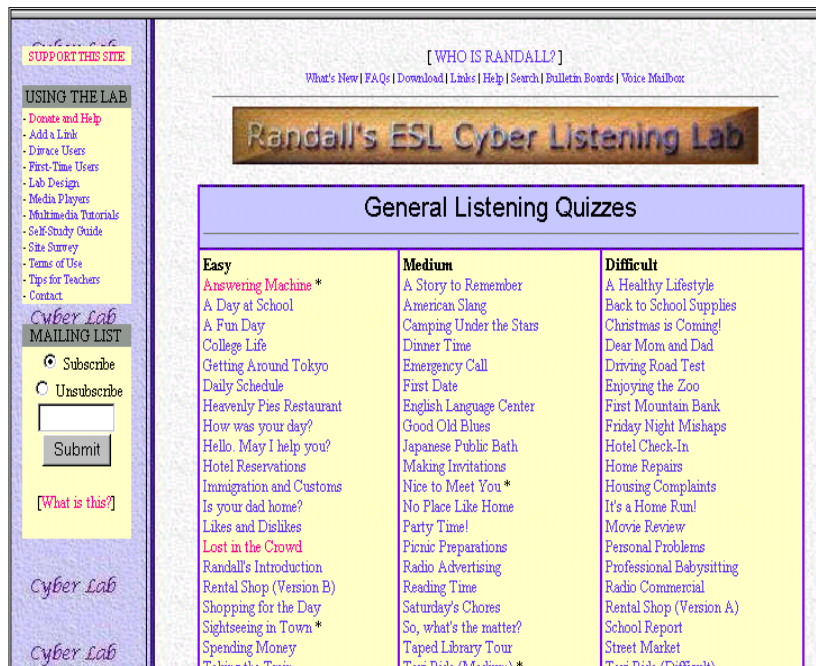 Cyber Lab
SUPPORT THIS SITE
USING THE LAB
- Donate and Help
- Add a Link
- Divace Users
- First-Time Users
- Lab Design
- Media Players
- Multimedia Tutorials
- Self-Study Guide
- Site Survey
- Terms of Use
- Tips for Teachers
- Contact
Cyber Lab
MAILING LIST
Subscribe
Unsubscribe
Submit
[What is this?]
Cyber Lab
Cyber Lab
[ WHO IS RANDALL? ]
What's New | FAQs | Download | Links | Help | Search | Bulletin Boards | Voice Mailbox
Randall's ESL Cyber Listening Lab
General Listening Quizzes
Easy
Answering Machine *
A Day at School
A Fun Day
College Life
Getting Around Tokyo
Daily Schedule
Heavenly Pies Restaurant
How was your day?
Hello. May I help you?
Hotel Reservations
Immigration and Customs
Is your dad home?
Likes and Dislikes
Lost in the Crowd
Randall's Introduction
Rental Shop (Version B)
Shopping for the Day
Sightseeing in Town *
Spending Money
Taking the Train
Medium
A Story to Remember
American Slang
Camping Under the Stars
Dinner Time
Emergency Call
First Date
English Language Center
Good Old Blues
Japanese Public Bath
Making Invitations
Nice to Meet You *
No Place Like Home
Party Time!
Picnic Preparations
Radio Advertising
Reading Time
Saturday's Chores
So, what's the matter?
Taped Library Tour
Taxi Ride (Medium) *
Difficult
A Healthy Lifestyle
Back to School Supplies
Christmas is Coming!
Dear Mom and Dad
Driving Road Test
Enjoying the Zoo
First Mountain Bank
Friday Night Mishaps
Hotel Check-In
Home Repairs
Housing Complaints
It's a Home Run!
Movie Review
Personal Problems
Professional Babysitting
Radio Commercial
Rental Shop (Version A)
School Report
Street Market
Taxi Ride (Difficult)